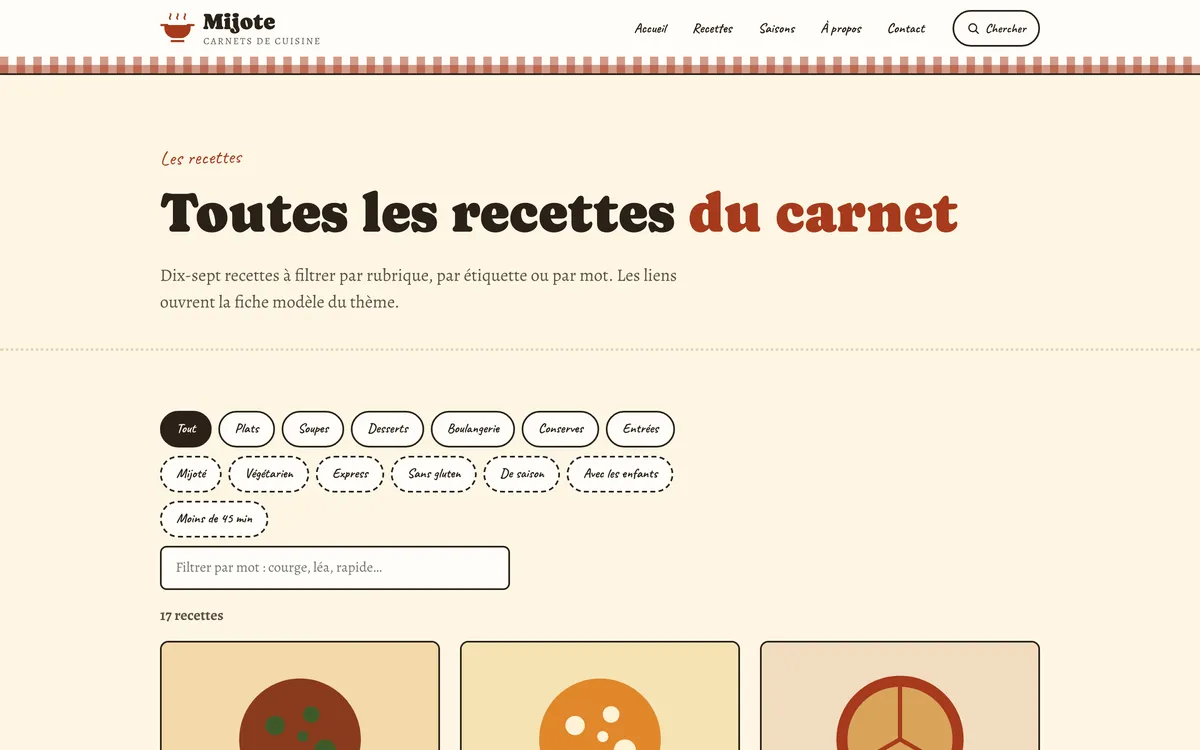 Mijote
CARNETS DE CUISINE
Accueil
Recettes
Saisons
À propos
Contact
Chercher
Les recettes
Toutes les recettes du carnet
Dix-sept recettes à filtrer par rubrique, par étiquette ou par mot. Les liens
ouvrent la fiche modèle du thème.
Tout
Plats
Soupes
Desserts
Boulangerie
Conserves
Entrées
Mijoté
Végétarien
Express
Sans gluten
De saison
Avec les enfants
Moins de 45 min
Filtrer par mot : courge, léa, rapide…
17 recettes